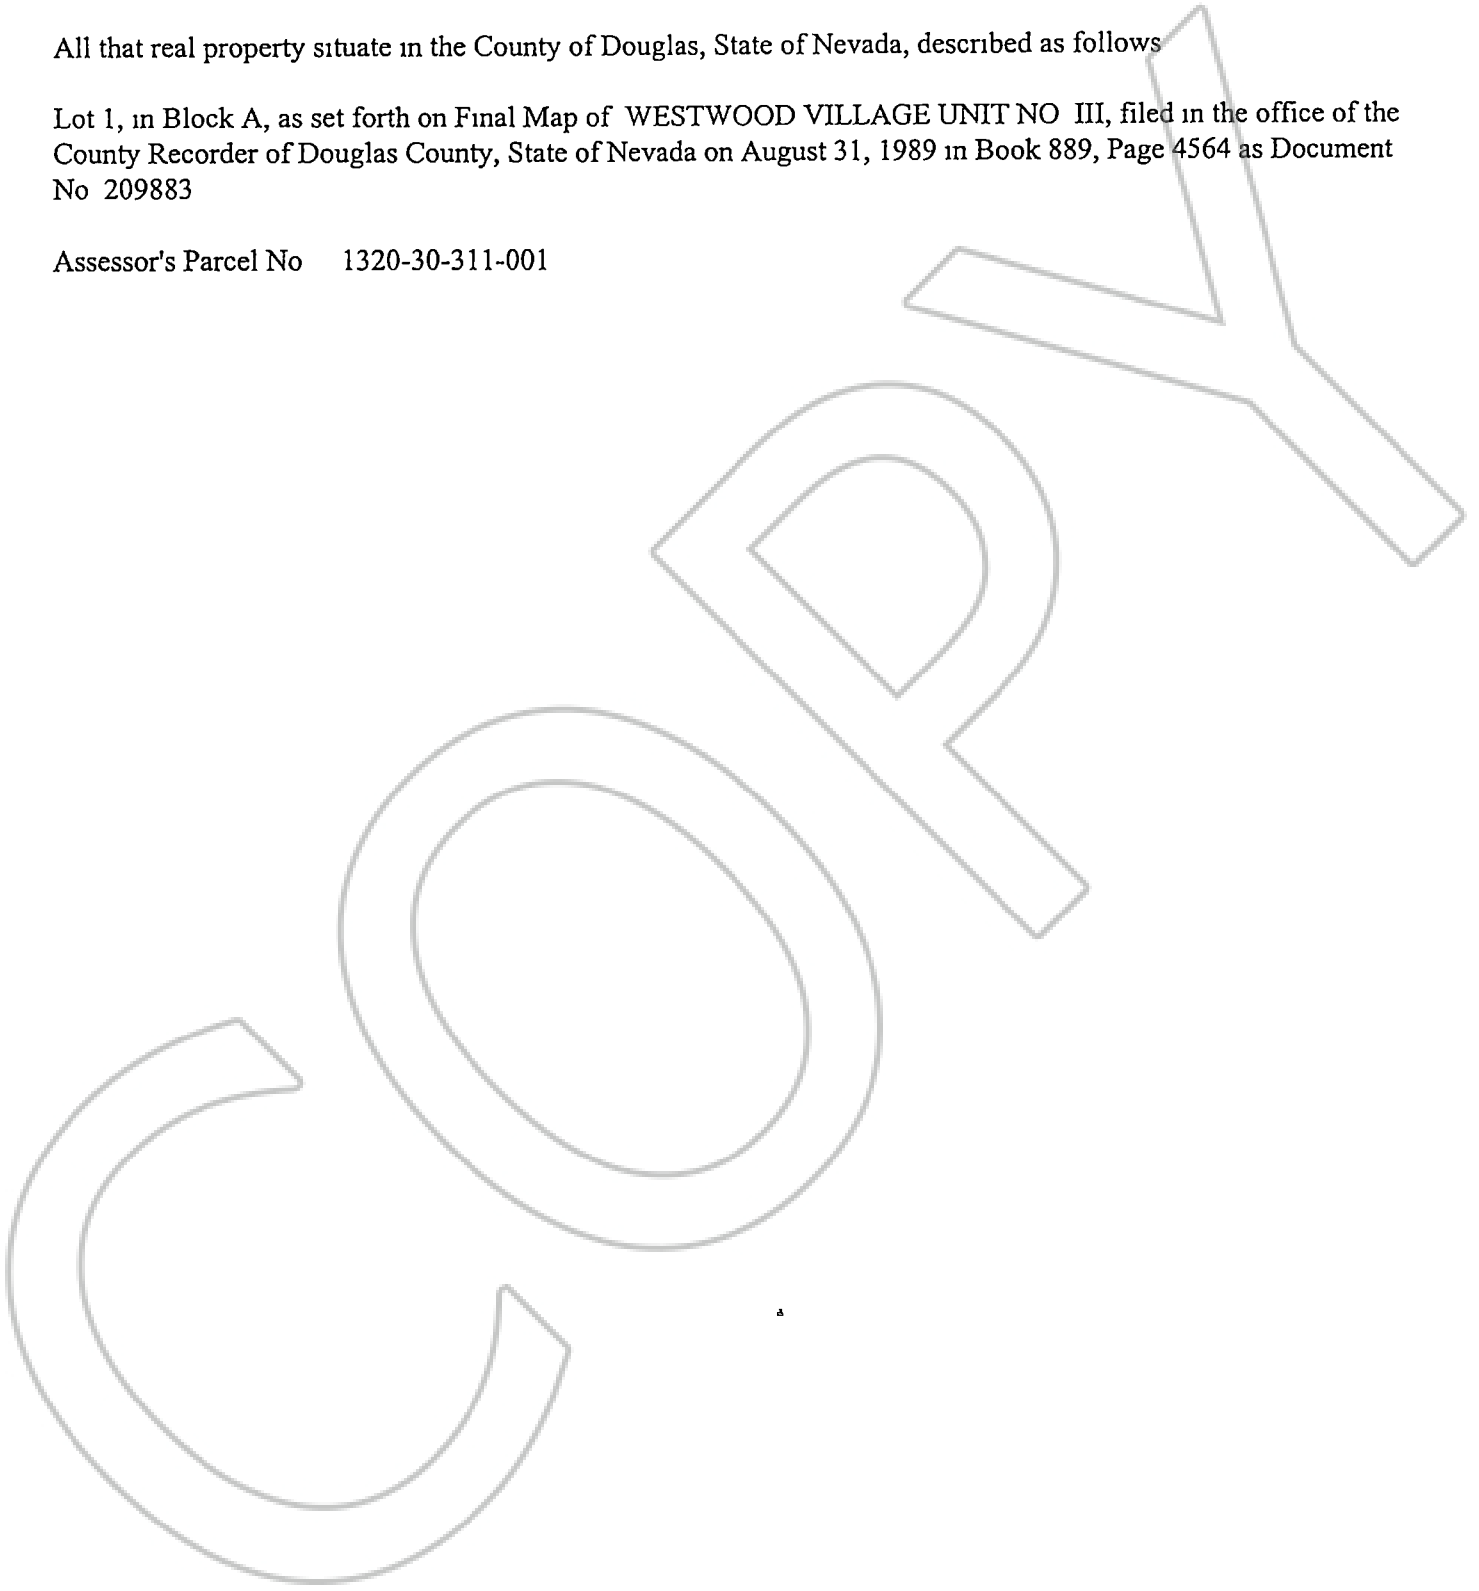 All that real property situate in the County of Douglas, State of Nevada, described as follows
Lot 1, in Block A, as set forth on Final Map of WESTWOOD VILLAGE UNIT NO III, filed in the office of the
County Recorder of Douglas County, State of Nevada on August 31, 1989 in Book 889, Page 4564 as Document
No 209883
Assessor's Parcel No 1320-30-311-001
COPY